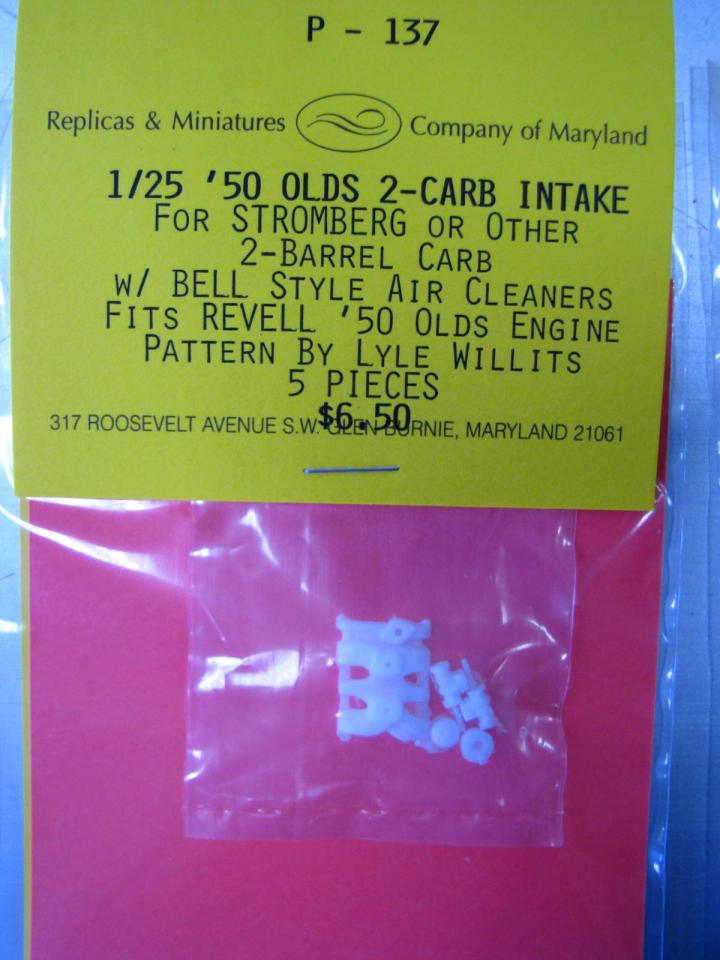 P - 137
Replicas & Miniatures Company of Maryland
1/25 '50 OLDS 2-CARB INTAKE
FOR STROMBERG OR OTHER
2-BARREL CARB
W/ BELL STYLE AIR CLEANERS
FITS REVELL '50 OLDS ENGINE
PATTERN BY LYLE WILLITS
5 PIECES
$6.50
317 ROOSEVELT AVENUE S.W. GLEN BURNIE, MARYLAND 21061